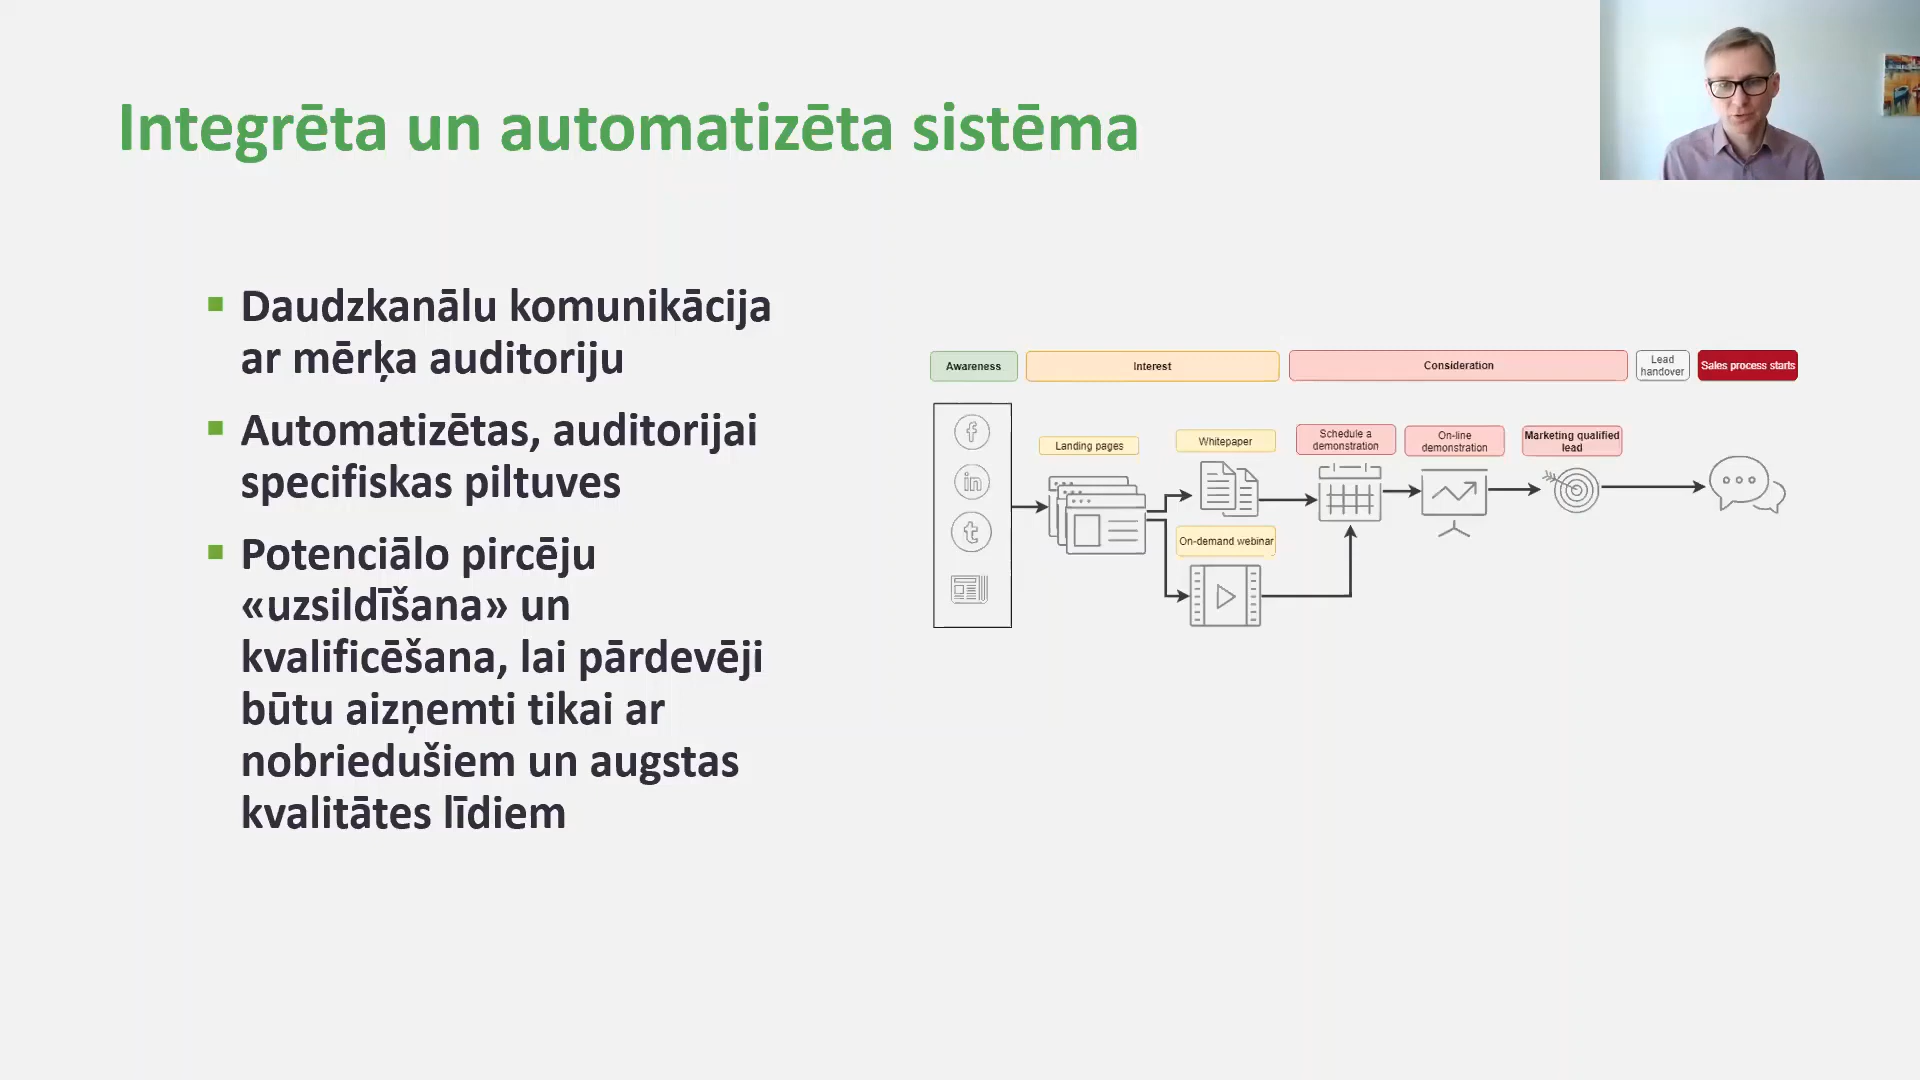 Integrēta un automatizēta sistēma
Daudzkanālu komunikācija
ar mērķa auditoriju
Automatizētas, auditorijai
specifiskas piltuves
Potenciālo pircēju
«uzsildīšana» un
kvalificēšana, lai pārdevēji
būtu aizņemti tikai ar
nobriedušiem un augstas
kvalitātes līdiem
Awareness
Interest
Consideration
Lead
handover
Sales process starts
Landing pages
Whitepaper
Schedule a
demonstration
On-line
demonstration
Marketing qualified
lead
On-demand webinar
f
in
t